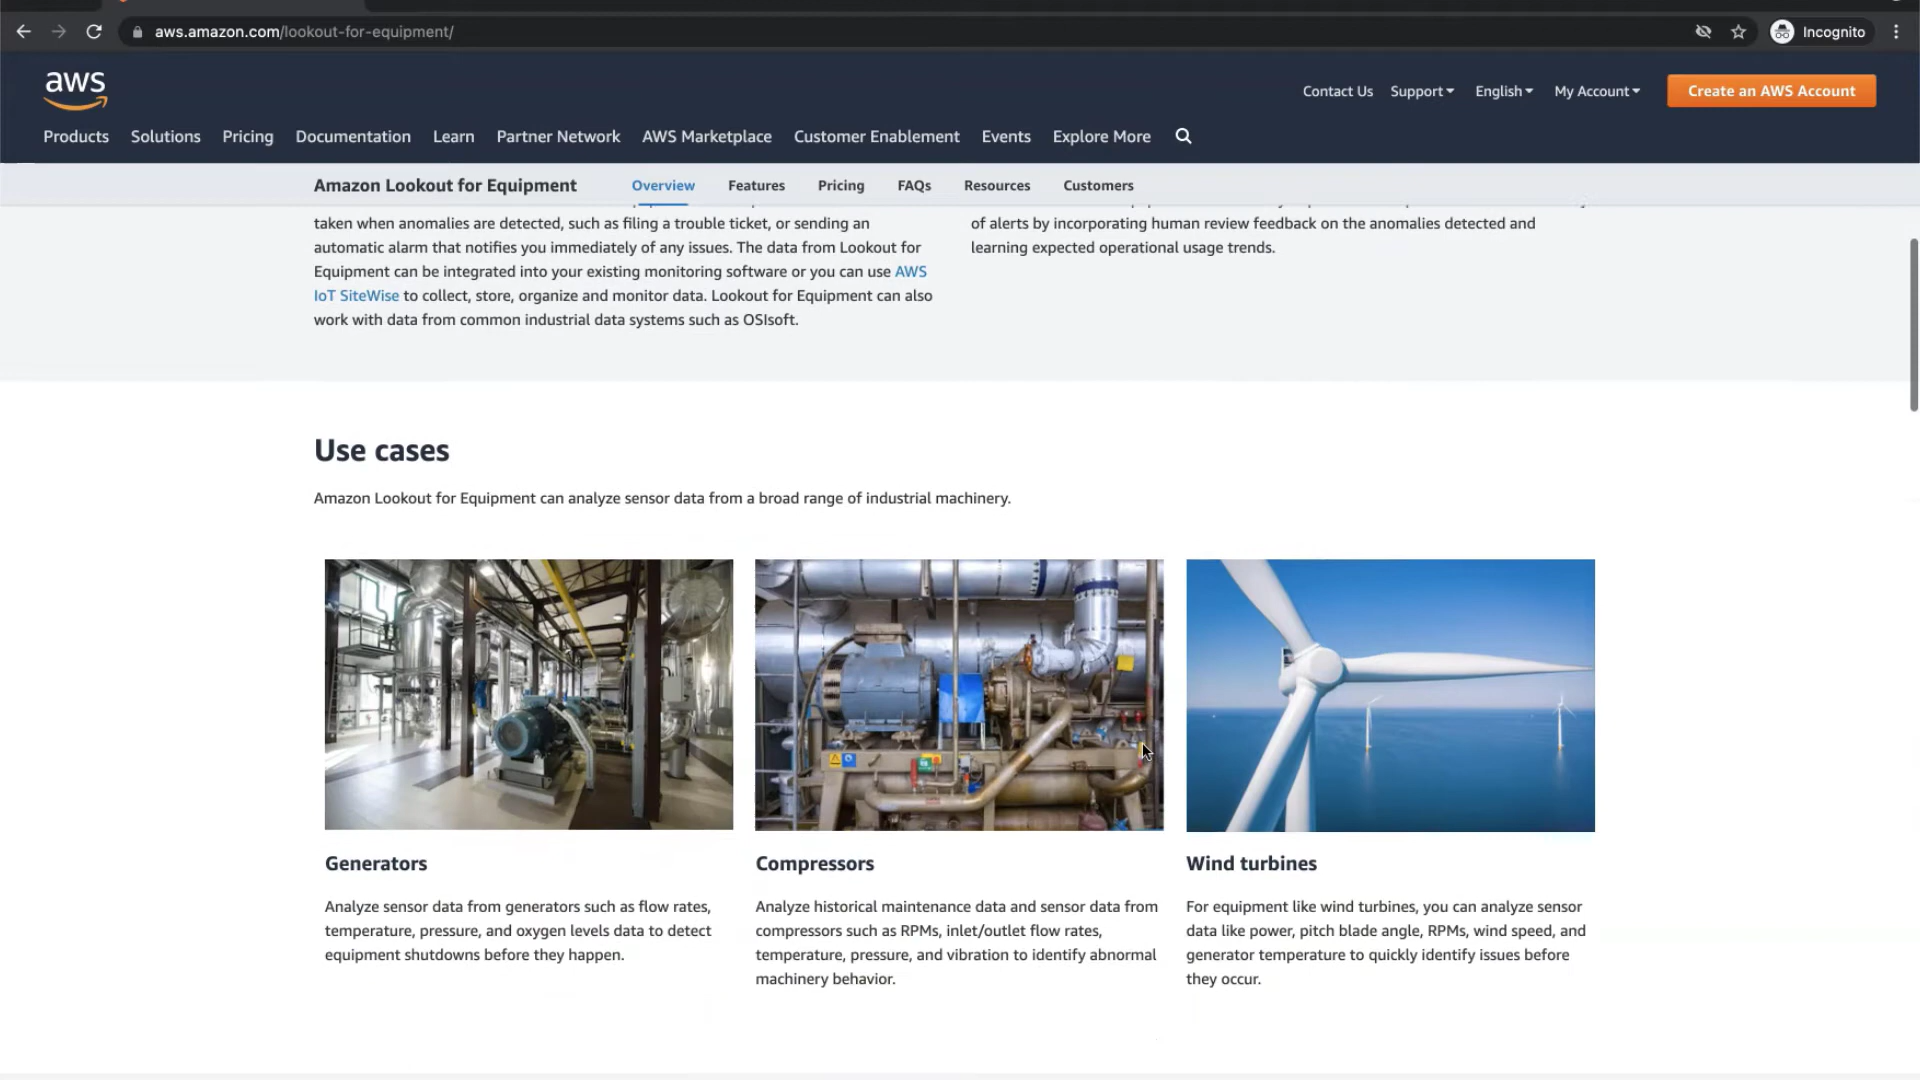 aws.amazon.com/lookout-for-equipment/
Incognito
aws
Contact Us
Support
English
My Account
Create an AWS Account
Products
Solutions
Pricing
Documentation
Learn
Partner Network
AWS Marketplace
Customer Enablement
Events
Explore More
Amazon Lookout for Equipment
Overview
Features
Pricing
FAQs
Resources
Customers
taken when anomalies are detected, such as filing a trouble ticket, or sending an
automatic alarm that notifies you immediately of any issues. The data from Lookout for
Equipment can be integrated into your existing monitoring software or you can use AWS
IoT SiteWise to collect, store, organize and monitor data. Lookout for Equipment can also
work with data from common industrial data systems such as OSIsoft.
of alerts by incorporating human review feedback on the anomalies detected and
learning expected operational usage trends.
Use cases
Amazon Lookout for Equipment can analyze sensor data from a broad range of industrial machinery.
Generators
Analyze sensor data from generators such as flow rates,
temperature, pressure, and oxygen levels data to detect
equipment shutdowns before they happen.
Compressors
Analyze historical maintenance data and sensor data from
compressors such as RPMs, inlet/outlet flow rates,
temperature, pressure, and vibration to identify abnormal
machinery behavior.
Wind turbines
For equipment like wind turbines, you can analyze sensor
data like power, pitch blade angle, RPMs, wind speed, and
generator temperature to quickly identify issues before
they occur.